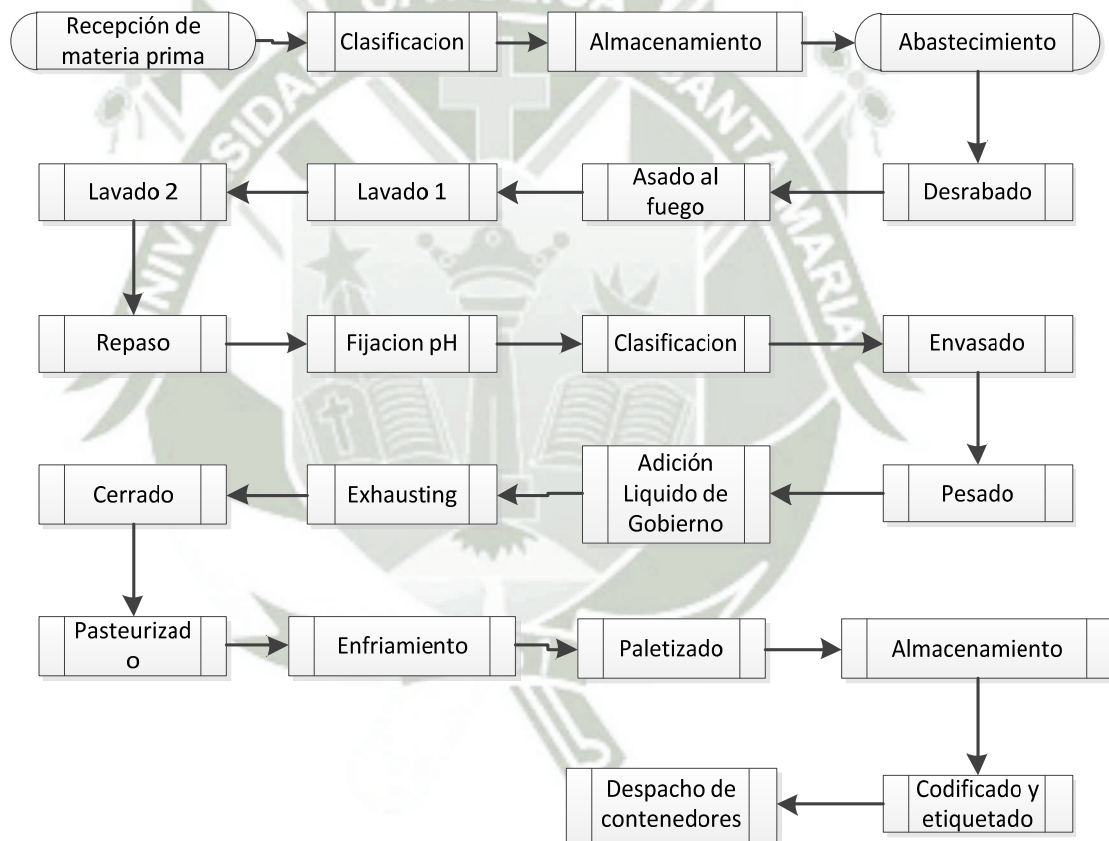 Recepción de
materia prima
Clasificacion
Almacenamiento
Abastecimiento
Desrabado
Asado al
fuego
Lavado 1
Lavado 2
Repaso
Fijacion pH
Clasificacion
Envasado
Pesado
Adición
Liquido de
Gobierno
Exhausting
Cerrado
Pasteurizad
o
Enfriamiento
Paletizado
Almacenamiento
Codificado y
etiquetado
Despacho de
contenedores